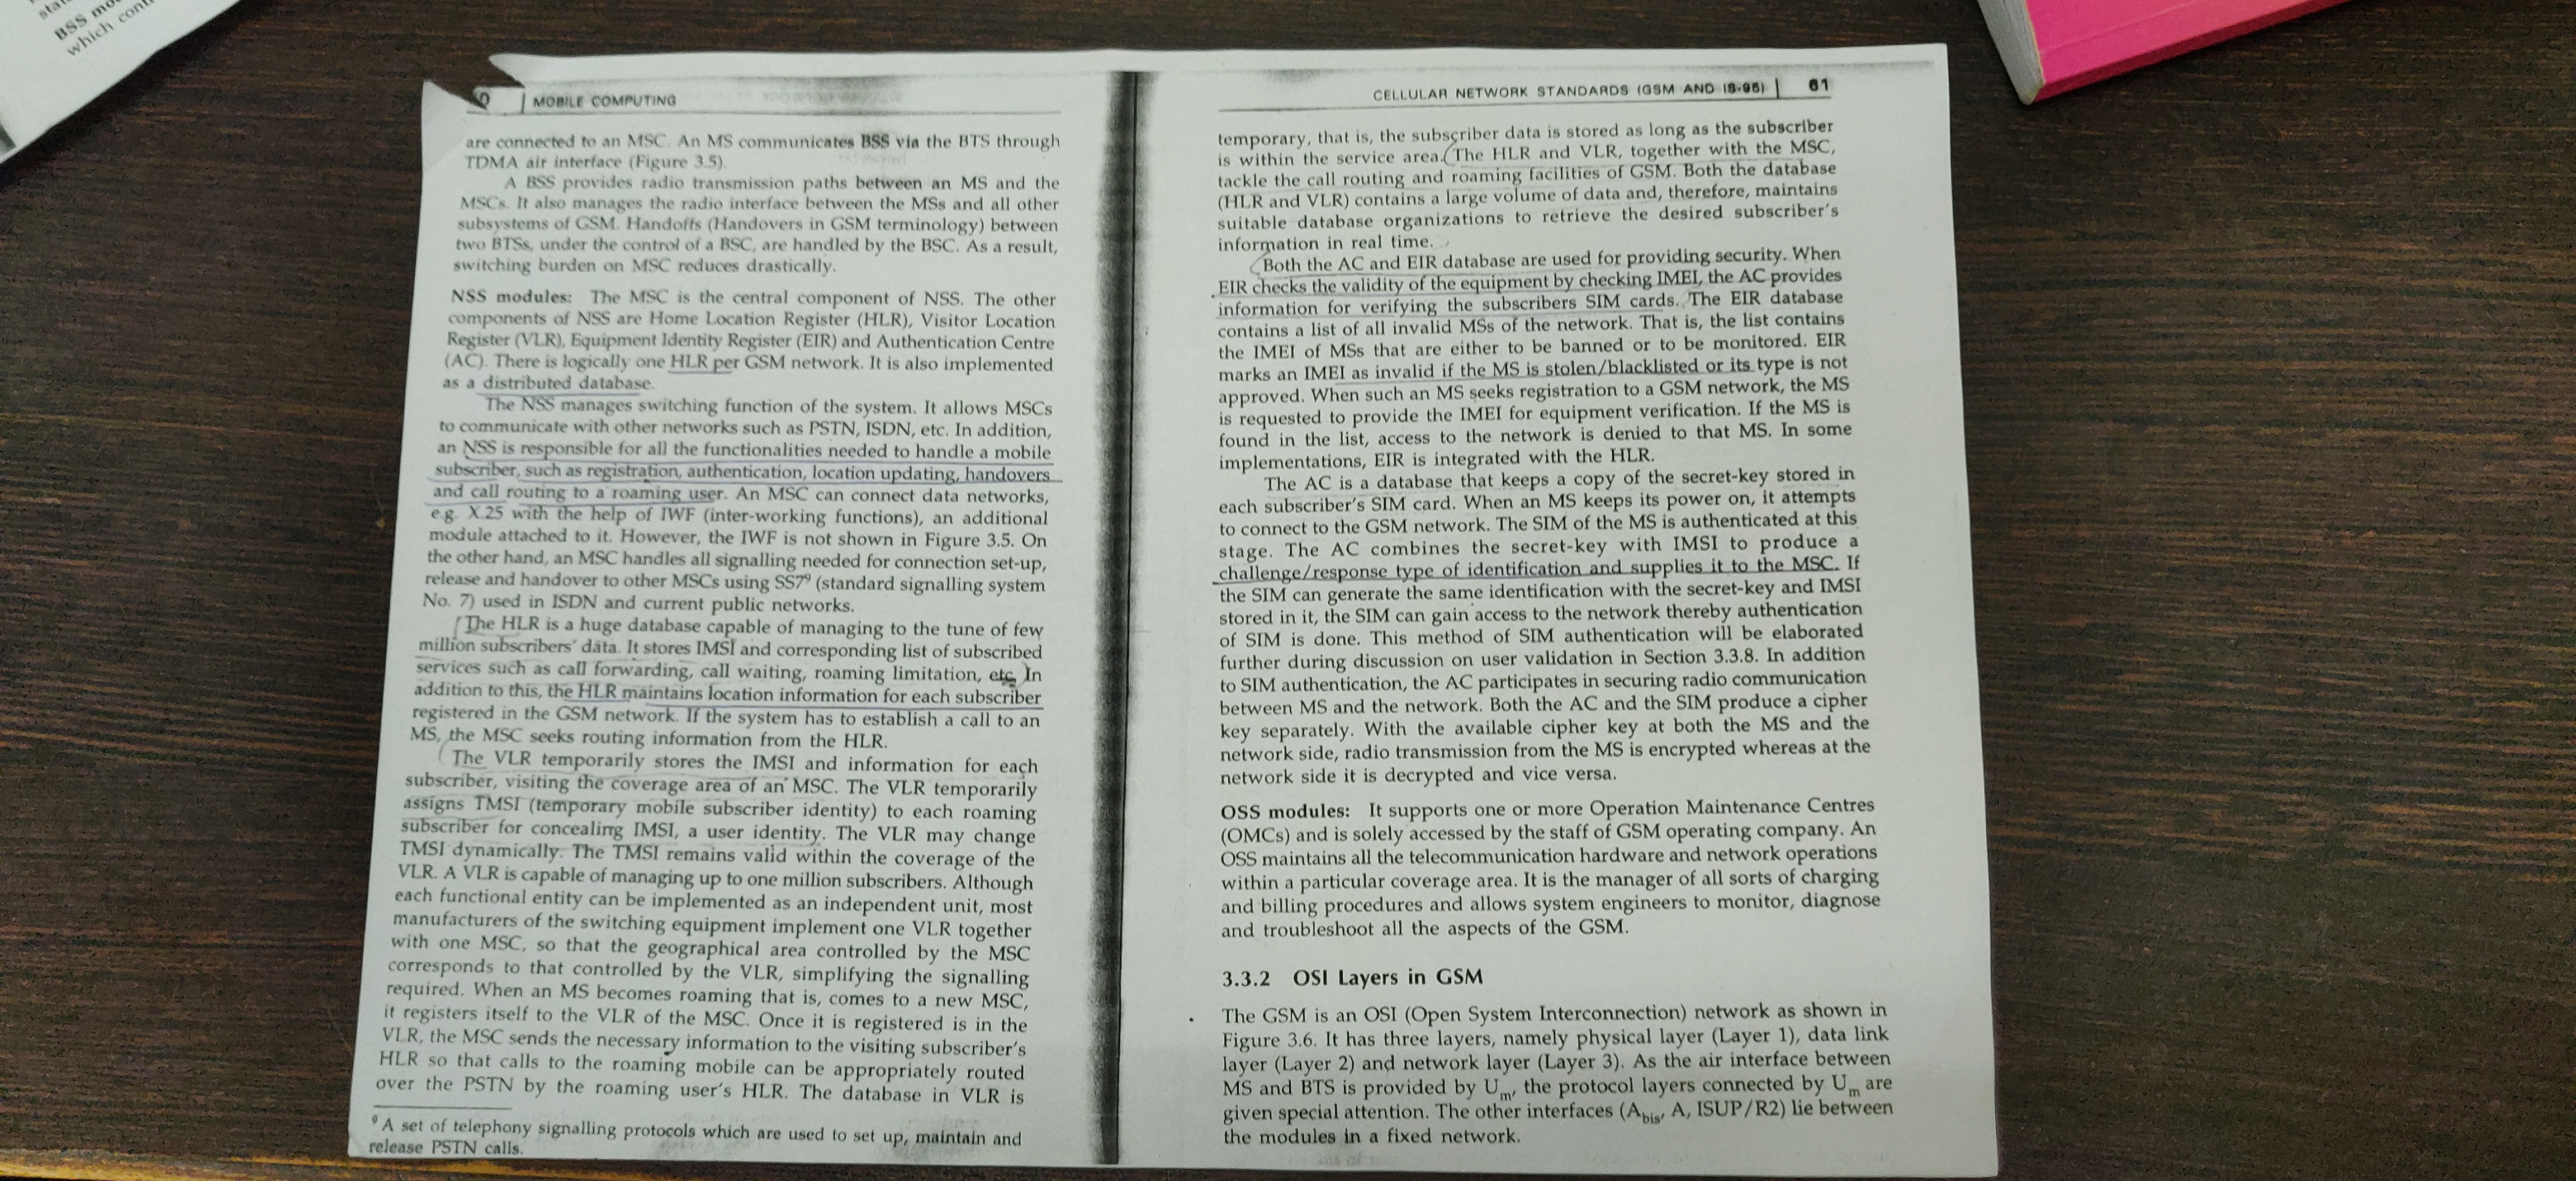 BSS mo
which con
0 | MOBILE COMPUTING
are connected to an MSC. An MS communicates BSS via the BTS through
TDMA air interface (Figure 3.5).
A BSS provides radio transmission paths between an MS and the
MSCs. It also manages the radio interface between the MSs and all other
subsystems of GSM. Handoffs (Handovers in GSM terminology) between
two BTSs, under the control of a BSC, are handled by the BSC. As a result,
switching burden on MSC reduces drastically.
NSS modules: The MSC is the central component of NSS. The other
components of NSS are Home Location Register (HLR), Visitor Location
Register (VLR), Equipment Identity Register (EIR) and Authentication Centre
(AC). There is logically one HLR per GSM network. It is also implemented
as a distributed database.
The NSS manages switching function of the system. It allows MSCs
to communicate with other networks such as PSTN, ISDN, etc. In addition,
an NSS is responsible for all the functionalities needed to handle a mobile
subscriber, such as registration, authentication, location updating, handovers
and call routing to a roaming user. An MSC can connect data networks,
e.g. X.25 with the help of IWF (inter-working functions), an additional
module attached to it. However, the IWF is not shown in Figure 3.5. On
the other hand, an MSC handles all signalling needed for connection set-up,
release and handover to other MSCs using SS7⁹ (standard signalling system
No. 7) used in ISDN and current public networks.
The HLR is a huge database capable of managing to the tune of few
million subscribers' data. It stores IMSI and corresponding list of subscribed
services such as call forwarding, call waiting, roaming limitation, etc. In
addition to this, the HLR maintains location information for each subscriber
registered in the GSM network. If the system has to establish a call to an
MS, the MSC seeks routing information from the HLR.
The VLR temporarily stores the IMSI and information for each
subscriber, visiting the coverage area of an MSC. The VLR temporarily
assigns TMSI (temporary mobile subscriber identity) to each roaming
subscriber for concealing IMSI, a user identity. The VLR may change
TMSI dynamically. The TMSI remains valid within the coverage of the
VLR. A VLR is capable of managing up to one million subscribers. Although
each functional entity can be implemented as an independent unit, most
manufacturers of the switching equipment implement one VLR together
with one MSC, so that the geographical area controlled by the MSC
corresponds to that controlled by the VLR, simplifying the signalling
required. When an MS becomes roaming that is, comes to a new MSC,
it registers itself to the VLR of the MSC. Once it is registered is in the
VLR, the MSC sends the necessary information to the visiting subscriber's
HLR so that calls to the roaming mobile can be appropriately routed
over the PSTN by the roaming user's HLR. The database in VLR is
⁹A set of telephony signalling protocols which are used to set up, maintain and
release PSTN calls.
CELLULAR NETWORK STANDARDS (GSM AND IS-95) | 61
temporary, that is, the subscriber data is stored as long as the subscriber
is within the service area. (The HLR and VLR, together with the MSC,
tackle the call routing and roaming facilities of GSM. Both the database
(HLR and VLR) contains a large volume of data and, therefore, maintains
suitable database organizations to retrieve the desired subscriber's
information in real time.
Both the AC and EIR database are used for providing security. When
EIR checks the validity of the equipment by checking IMEI, the AC provides
information for verifying the subscribers SIM cards. The EIR database
contains a list of all invalid MSs of the network. That is, the list contains
the IMEI of MSs that are either to be banned or to be monitored. EIR
marks an IMEI as invalid if the MS is stolen/blacklisted or its type is not
approved. When such an MS seeks registration to a GSM network, the MS
is requested to provide the IMEI for equipment verification. If the MS is
found in the list, access to the network is denied to that MS. In some
implementations, EIR is integrated with the HLR.
The AC is a database that keeps a copy of the secret-key stored in
each subscriber's SIM card. When an MS keeps its power on, it attempts
to connect to the GSM network. The SIM of the MS is authenticated at this
stage. The AC combines the secret-key with IMSI to produce a
challenge/response type of identification and supplies it to the MSC. If
the SIM can generate the same identification with the secret-key and IMSI
stored in it, the SIM can gain access to the network thereby authentication
of SIM is done. This method of SIM authentication will be elaborated
further during discussion on user validation in Section 3.3.8. In addition
to SIM authentication, the AC participates in securing radio communication
between MS and the network. Both the AC and the SIM produce a cipher
key separately. With the available cipher key at both the MS and the
network side, radio transmission from the MS is encrypted whereas at the
network side it is decrypted and vice versa.
OSS modules: It supports one or more Operation Maintenance Centres
(OMCs) and is solely accessed by the staff of GSM operating company. An
OSS maintains all the telecommunication hardware and network operations
within a particular coverage area. It is the manager of all sorts of charging
and billing procedures and allows system engineers to monitor, diagnose
and troubleshoot all the aspects of the GSM.
3.3.2 OSI Layers in GSM
The GSM is an OSI (Open System Interconnection) network as shown in
Figure 3.6. It has three layers, namely physical layer (Layer 1), data link
layer (Layer 2) and network layer (Layer 3). As the air interface between
MS and BTS is provided by Um, the protocol layers connected by Um are
given special attention. The other interfaces (Abis, A, ISUP/R2) lie between
the modules in a fixed network.